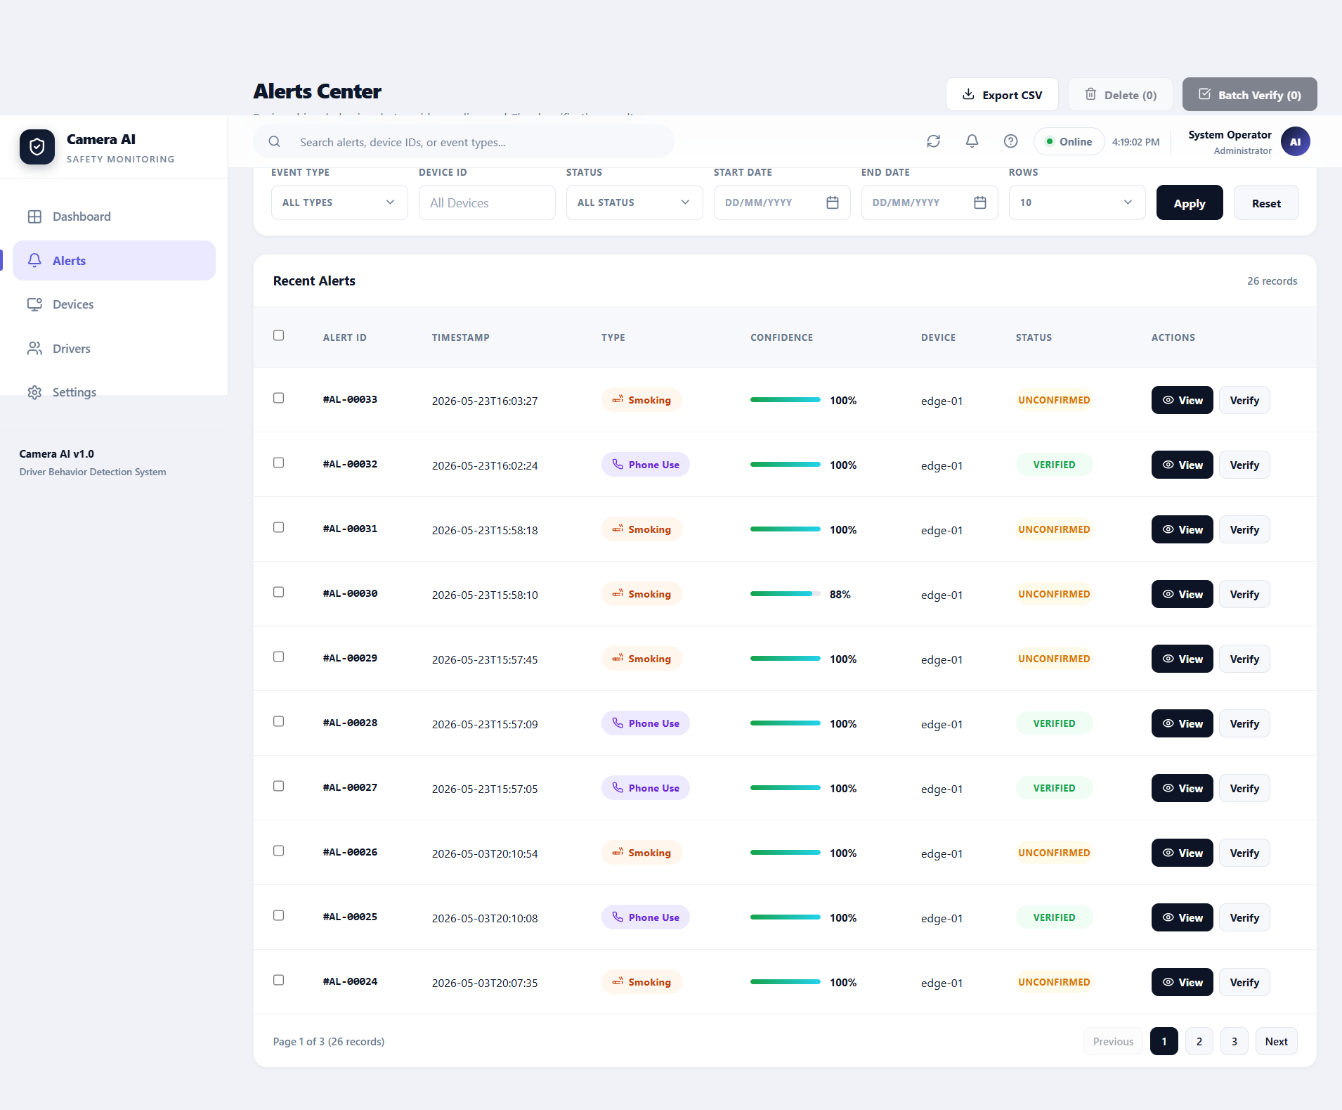 Alerts Center
Export CSV
Delete (0)
Batch Verify (0)
Camera AI
SAFETY MONITORING
Search alerts, device IDs, or event types...
Online
4:19:02 PM
System Operator
Administrator
AI
Dashboard
Alerts
Devices
Drivers
Settings
Camera AI v1.0
Driver Behavior Detection System
EVENT TYPE DEVICE ID STATUS START DATE END DATE ROWS
ALL TYPES All Devices ALL STATUS DD/MM/YYYY DD/MM/YYYY 10 Apply Reset
Recent Alerts
26 records
ALERT ID TIMESTAMP TYPE CONFIDENCE DEVICE STATUS ACTIONS
#AL-00033 2026-05-23T16:03:27 Smoking 100% edge-01 UNCONFIRMED View Verify
#AL-00032 2026-05-23T16:02:24 Phone Use 100% edge-01 VERIFIED View Verify
#AL-00031 2026-05-23T15:58:18 Smoking 100% edge-01 UNCONFIRMED View Verify
#AL-00030 2026-05-23T15:58:10 Smoking 88% edge-01 UNCONFIRMED View Verify
#AL-00029 2026-05-23T15:57:45 Smoking 100% edge-01 UNCONFIRMED View Verify
#AL-00028 2026-05-23T15:57:09 Phone Use 100% edge-01 VERIFIED View Verify
#AL-00027 2026-05-23T15:57:05 Phone Use 100% edge-01 VERIFIED View Verify
#AL-00026 2026-05-03T20:10:54 Smoking 100% edge-01 UNCONFIRMED View Verify
#AL-00025 2026-05-03T20:10:08 Phone Use 100% edge-01 VERIFIED View Verify
#AL-00024 2026-05-03T20:07:35 Smoking 100% edge-01 UNCONFIRMED View Verify
Page 1 of 3 (26 records)
Previous 1 2 3 Next